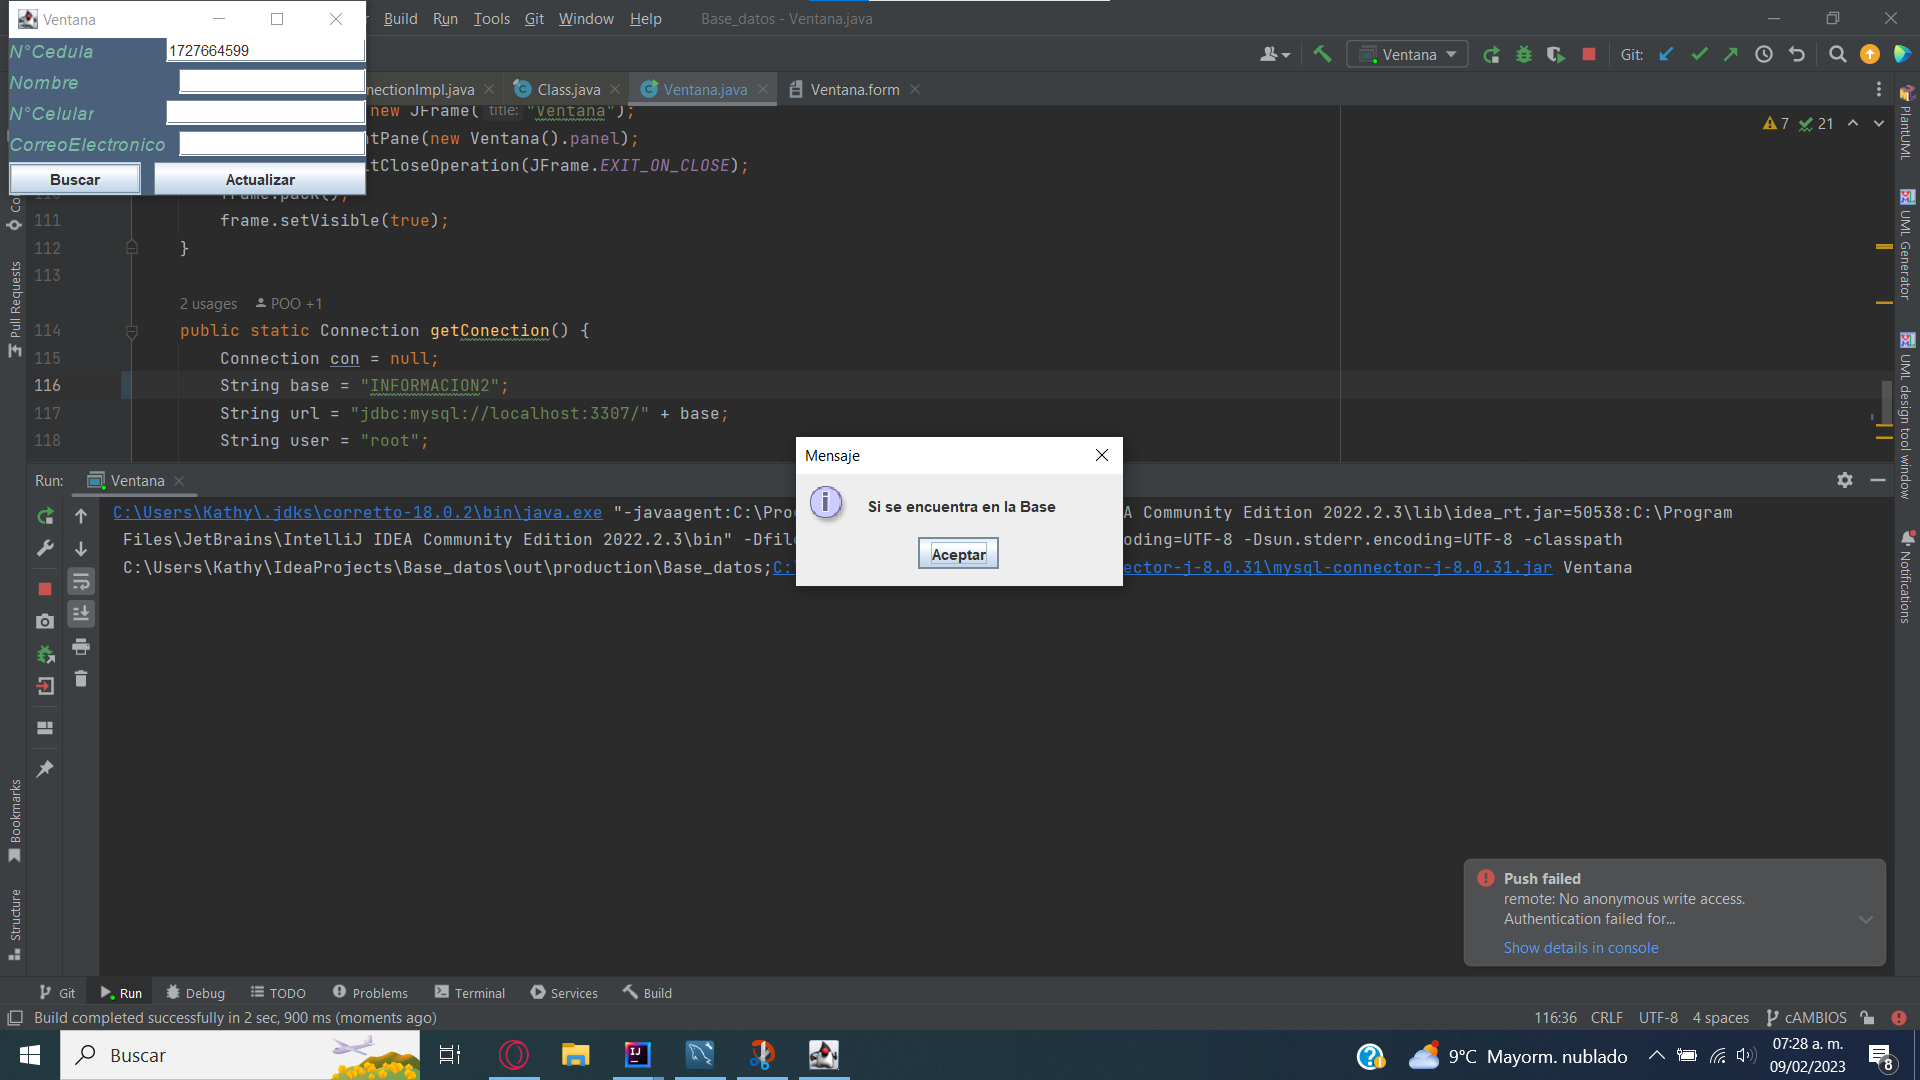 Ventana
N°Cedula
1727664599
Nombre
N°Celular
CorreoElectronico
Buscar
Actualizar
Build
Run
Tools
Git
Window
Help
Base_datos - Ventana.java
Ventana
Git:
nectionImpl.java
Class.java
Ventana.java
Ventana.form
new JFrame( title: "Ventana");
ntPane(new Ventana().panel);
ltCloseOperation(JFrame.EXIT_ON_CLOSE);
frame.pack();
111 frame.setVisible(true);
112 }
113
2 usages POO +1
114 public static Connection getConection() {
115 Connection con = null;
116 String base = "INFORMACION2";
117 String url = "jdbc:mysql://localhost:3307/" + base;
118 String user = "root";
7
21
PlantUML
UML Generator
UML design tool window
Notifications
Co
Pull Requests
Bookmarks
Structure
Run:
Ventana
C:\Users\Kathy\.jdks\corretto-18.0.2\bin\java.exe "-javaagent:C:\Pro
A Community Edition 2022.2.3\lib\idea_rt.jar=50538:C:\Program
Files\JetBrains\IntelliJ IDEA Community Edition 2022.2.3\bin" -Dfile
oding=UTF-8 -Dsun.stderr.encoding=UTF-8 -classpath
C:\Users\Kathy\IdeaProjects\Base_datos\out\production\Base_datos;C:
ector-j-8.0.31\mysql-connector-j-8.0.31.jar Ventana
Mensaje
Si se encuentra en la Base
Aceptar
Push failed
remote: No anonymous write access.
Authentication failed for...
Show details in console
Git
Run
Debug
TODO
Problems
Terminal
Services
Build
Build completed successfully in 2 sec, 900 ms (moments ago)
116:36
CRLF
UTF-8
4 spaces
cAMBIOS
Buscar
9°C Mayorm. nublado
07:28 a. m.
09/02/2023
8